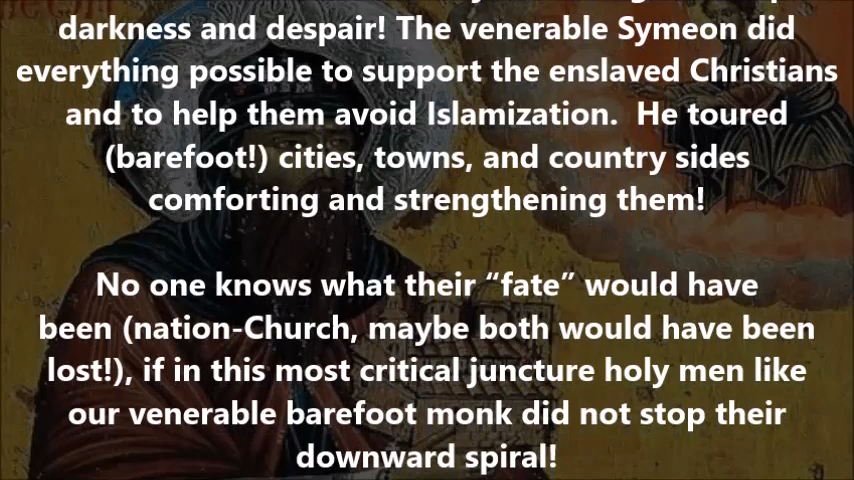 darkness and despair! The venerable Symeon did
everything possible to support the enslaved Christians
and to help them avoid Islamization.  He toured
(barefoot!) cities, towns, and country sides
comforting and strengthening them!
No one knows what their “fate” would have
been (nation-Church, maybe both would have been
lost!), if in this most critical juncture holy men like
our venerable barefoot monk did not stop their
downward spiral!